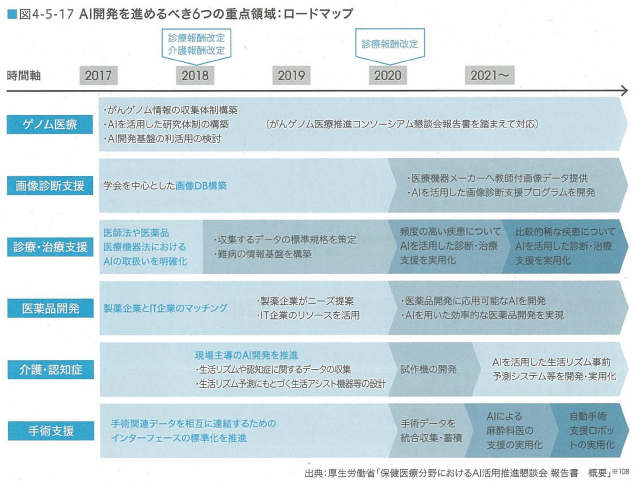 ■図4-5-17 AI開発を進めるべき6つの重点領域：ロードマップ
診療報酬改定
介護報酬改定
診療報酬改定
時間軸
2017
2018
2019
2020
2021～
ゲノム医療
・がんゲノム情報の収集体制構築
・AIを活用した研究体制の構築
・AI開発基盤の利活用の検討
（がんゲノム医療推進コンソーシアム懇談会報告書を踏まえて対応）
画像診断支援
学会を中心とした画像DB構築
・医療機器メーカーへ教師付画像データ提供
・AIを活用した画像診断支援プログラムを開発
診療・治療支援
医師法や医薬品
医療機器法における
AIの取扱いを明確化
・収集するデータの標準規格を策定
・難病の情報基盤を構築
頻度の高い疾患について
AIを活用した診断・治療
支援を実用化
比較的稀な疾患について
AIを活用した診断・治療
支援を実用化
医薬品開発
製薬企業とIT企業のマッチング
・製薬企業がニーズ提案
・IT企業のリソースを活用
・医薬品開発に応用可能なAIを開発
・AIを用いた効率的な医薬品開発を実現
介護・認知症
現場主導のAI開発を推進
・生活リズムや認知症に関するデータの収集
・生活リズム予測にもとづく生活アシスト機器等の設計
試作機の開発
AIを活用した生活リズム事前
予測システム等を開発・実用化
手術支援
手術関連データを相互に連結するための
インターフェースの標準化を推進
手術データを
統合収集・蓄積
AIによる
麻酔科医の
支援の実用化
自動手術
支援ロボッ
トの実用化
出典：厚生労働省「保健医療分野におけるAI活用推進懇談会 報告書　概要」※108